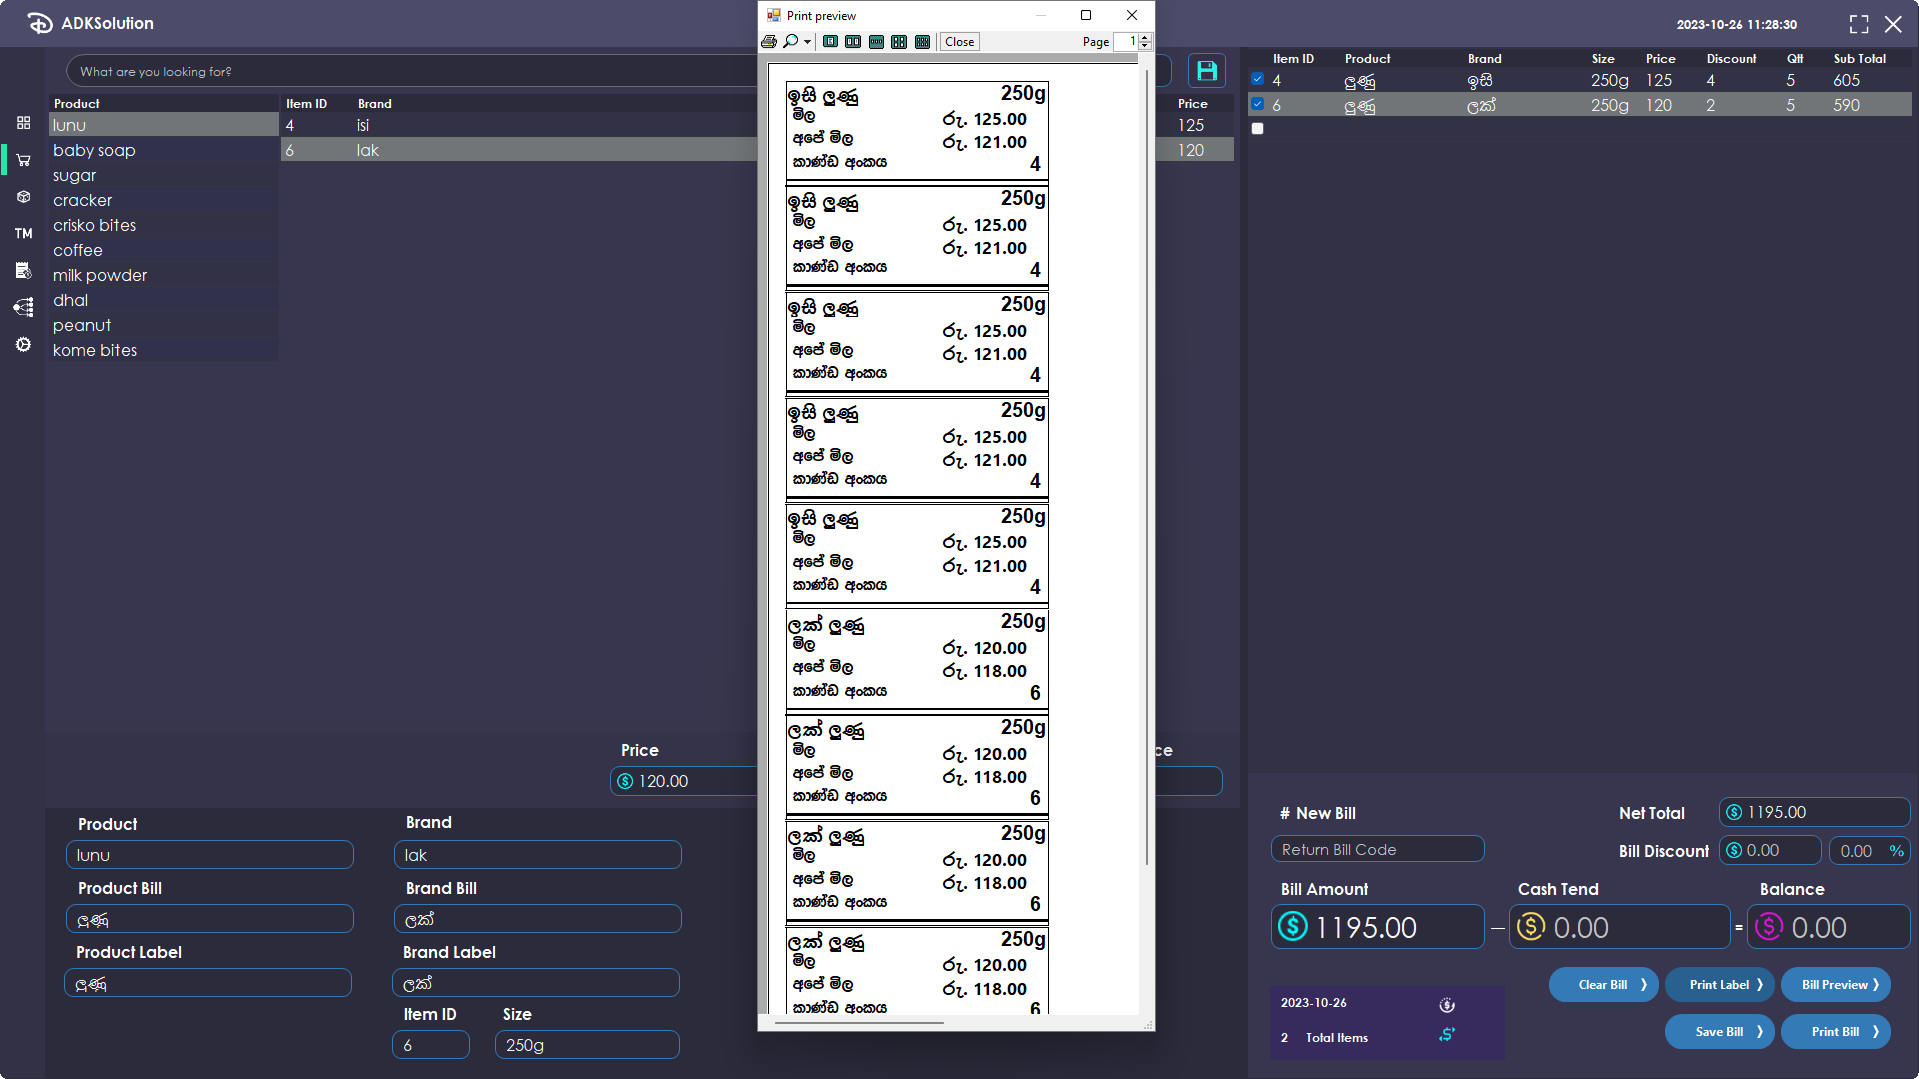 ADKSolution
2023-10-26 11:28:30
Print preview
Close
Page 1
What are you looking for?
Product
lunu
baby soap
sugar
cracker
crisko bites
coffee
milk powder
dhal
peanut
kome bites
Item ID Brand Price
4 isi 125
6 lak 120
ඉසි ලුණු 250g
මිල රු. 125.00
අපේ මිල රු. 121.00
කාණ්ඩ අංකය 4
ඉසි ලුණු 250g
මිල රු. 125.00
අපේ මිල රු. 121.00
කාණ්ඩ අංකය 4
ඉසි ලුණු 250g
මිල රු. 125.00
අපේ මිල රු. 121.00
කාණ්ඩ අංකය 4
ඉසි ලුණු 250g
මිල රු. 125.00
අපේ මිල රු. 121.00
කාණ්ඩ අංකය 4
ඉසි ලුණු 250g
මිල රු. 125.00
අපේ මිල රු. 121.00
කාණ්ඩ අංකය 4
ලක් ලුණු 250g
මිල රු. 120.00
අපේ මිල රු. 118.00
කාණ්ඩ අංකය 6
ලක් ලුණු 250g
මිල රු. 120.00
අපේ මිල රු. 118.00
කාණ්ඩ අංකය 6
ලක් ලුණු 250g
මිල රු. 120.00
අපේ මිල රු. 118.00
කාණ්ඩ අංකය 6
ලක් ලුණු 250g
මිල රු. 120.00
අපේ මිල රු. 118.00
කාණ්ඩ අංකය 6
Item ID Product Brand Size Price Discount Qtt Sub Total
4 ලුණු ඉසි 250g 125 4 5 605
6 ලුණු ලක් 250g 120 2 5 590
TM
Price
$ 120.00
ce
Product
lunu
Brand
lak
Product Bill
ලුණු
Brand Bill
ලක්
Product Label
ලුණු
Brand Label
ලක්
Item ID
6
Size
250g
# New Bill
Return Bill Code
Net Total $ 1195.00
Bill Discount $ 0.00 0.00 %
Bill Amount Cash Tend Balance
$ 1195.00 — $ 0.00 = $ 0.00
Clear Bill ❯ Print Label ❯ Bill Preview ❯
Save Bill ❯ Print Bill ❯
2023-10-26
2 Total Items